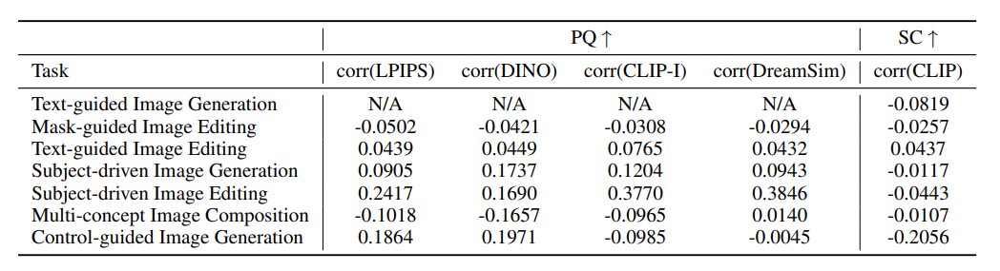 PQ ↑ SC ↑
Task corr(LPIPS) corr(DINO) corr(CLIP-I) corr(DreamSim) corr(CLIP)
Text-guided Image Generation N/A N/A N/A N/A -0.0819
Mask-guided Image Editing -0.0502 -0.0421 -0.0308 -0.0294 -0.0257
Text-guided Image Editing 0.0439 0.0449 0.0765 0.0432 0.0437
Subject-driven Image Generation 0.0905 0.1737 0.1204 0.0943 -0.0117
Subject-driven Image Editing 0.2417 0.1690 0.3770 0.3846 -0.0443
Multi-concept Image Composition -0.1018 -0.1657 -0.0965 0.0140 -0.0107
Control-guided Image Generation 0.1864 0.1971 -0.0985 -0.0045 -0.2056